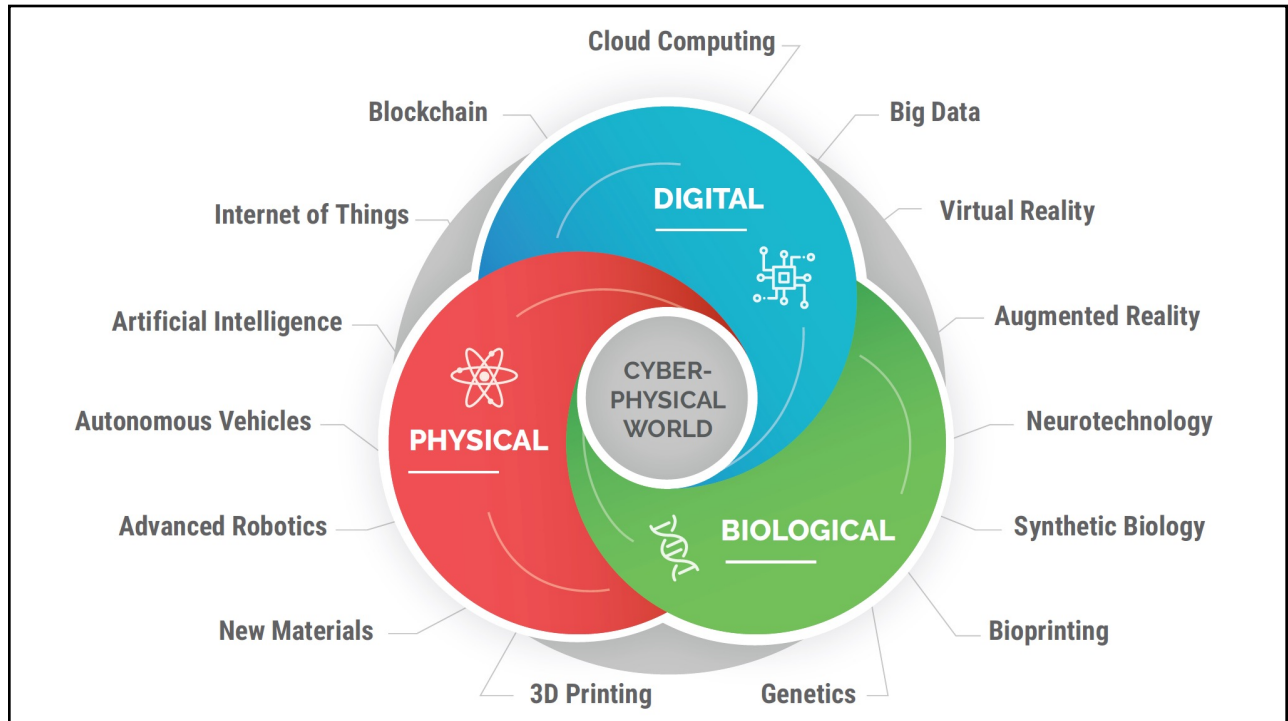 Cloud Computing
Blockchain
Big Data
DIGITAL
Internet of Things
Virtual Reality
Artificial Intelligence
Augmented Reality
CYBER-
PHYSICAL
WORLD
Autonomous Vehicles
PHYSICAL
Neurotechnology
Advanced Robotics
BIOLOGICAL
Synthetic Biology
New Materials
Bioprinting
3D Printing
Genetics